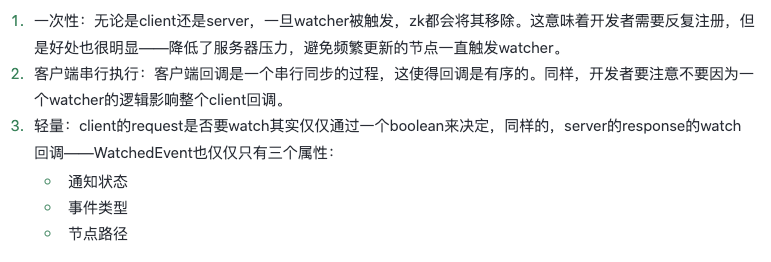 1. 一次性：无论是client还是server，一旦watcher被触发，zk都会将其移除。这意味着开发者需要反复注册，但
是好处也很明显——降低了服务器压力，避免频繁更新的节点一直触发watcher。
2. 客户端串行执行：客户端回调是一个串行同步的过程，这使得回调是有序的。同样，开发者要注意不要因为一
个watcher的逻辑影响整个client回调。
3. 轻量：client的request是否要watch其实仅仅通过一个boolean来决定，同样的，server的response的watch
回调——WatchedEvent也仅仅只有三个属性：
通知状态
事件类型
节点路径